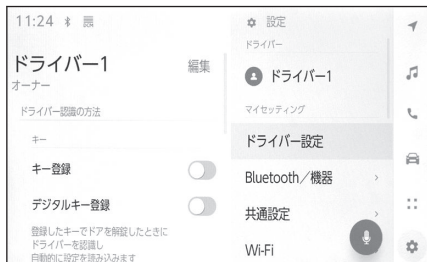 11:24
ドライバー1
編集
オーナー
ドライバー認識の方法
キー
キー登録
デジタルキー登録
登録したキーでドアを解錠したときに
ドライバーを認識し
自動的に設定を読み込みます
設定
ドライバー
ドライバー1
マイセッティング
ドライバー設定
Bluetooth／機器
共通設定
Wi-Fi